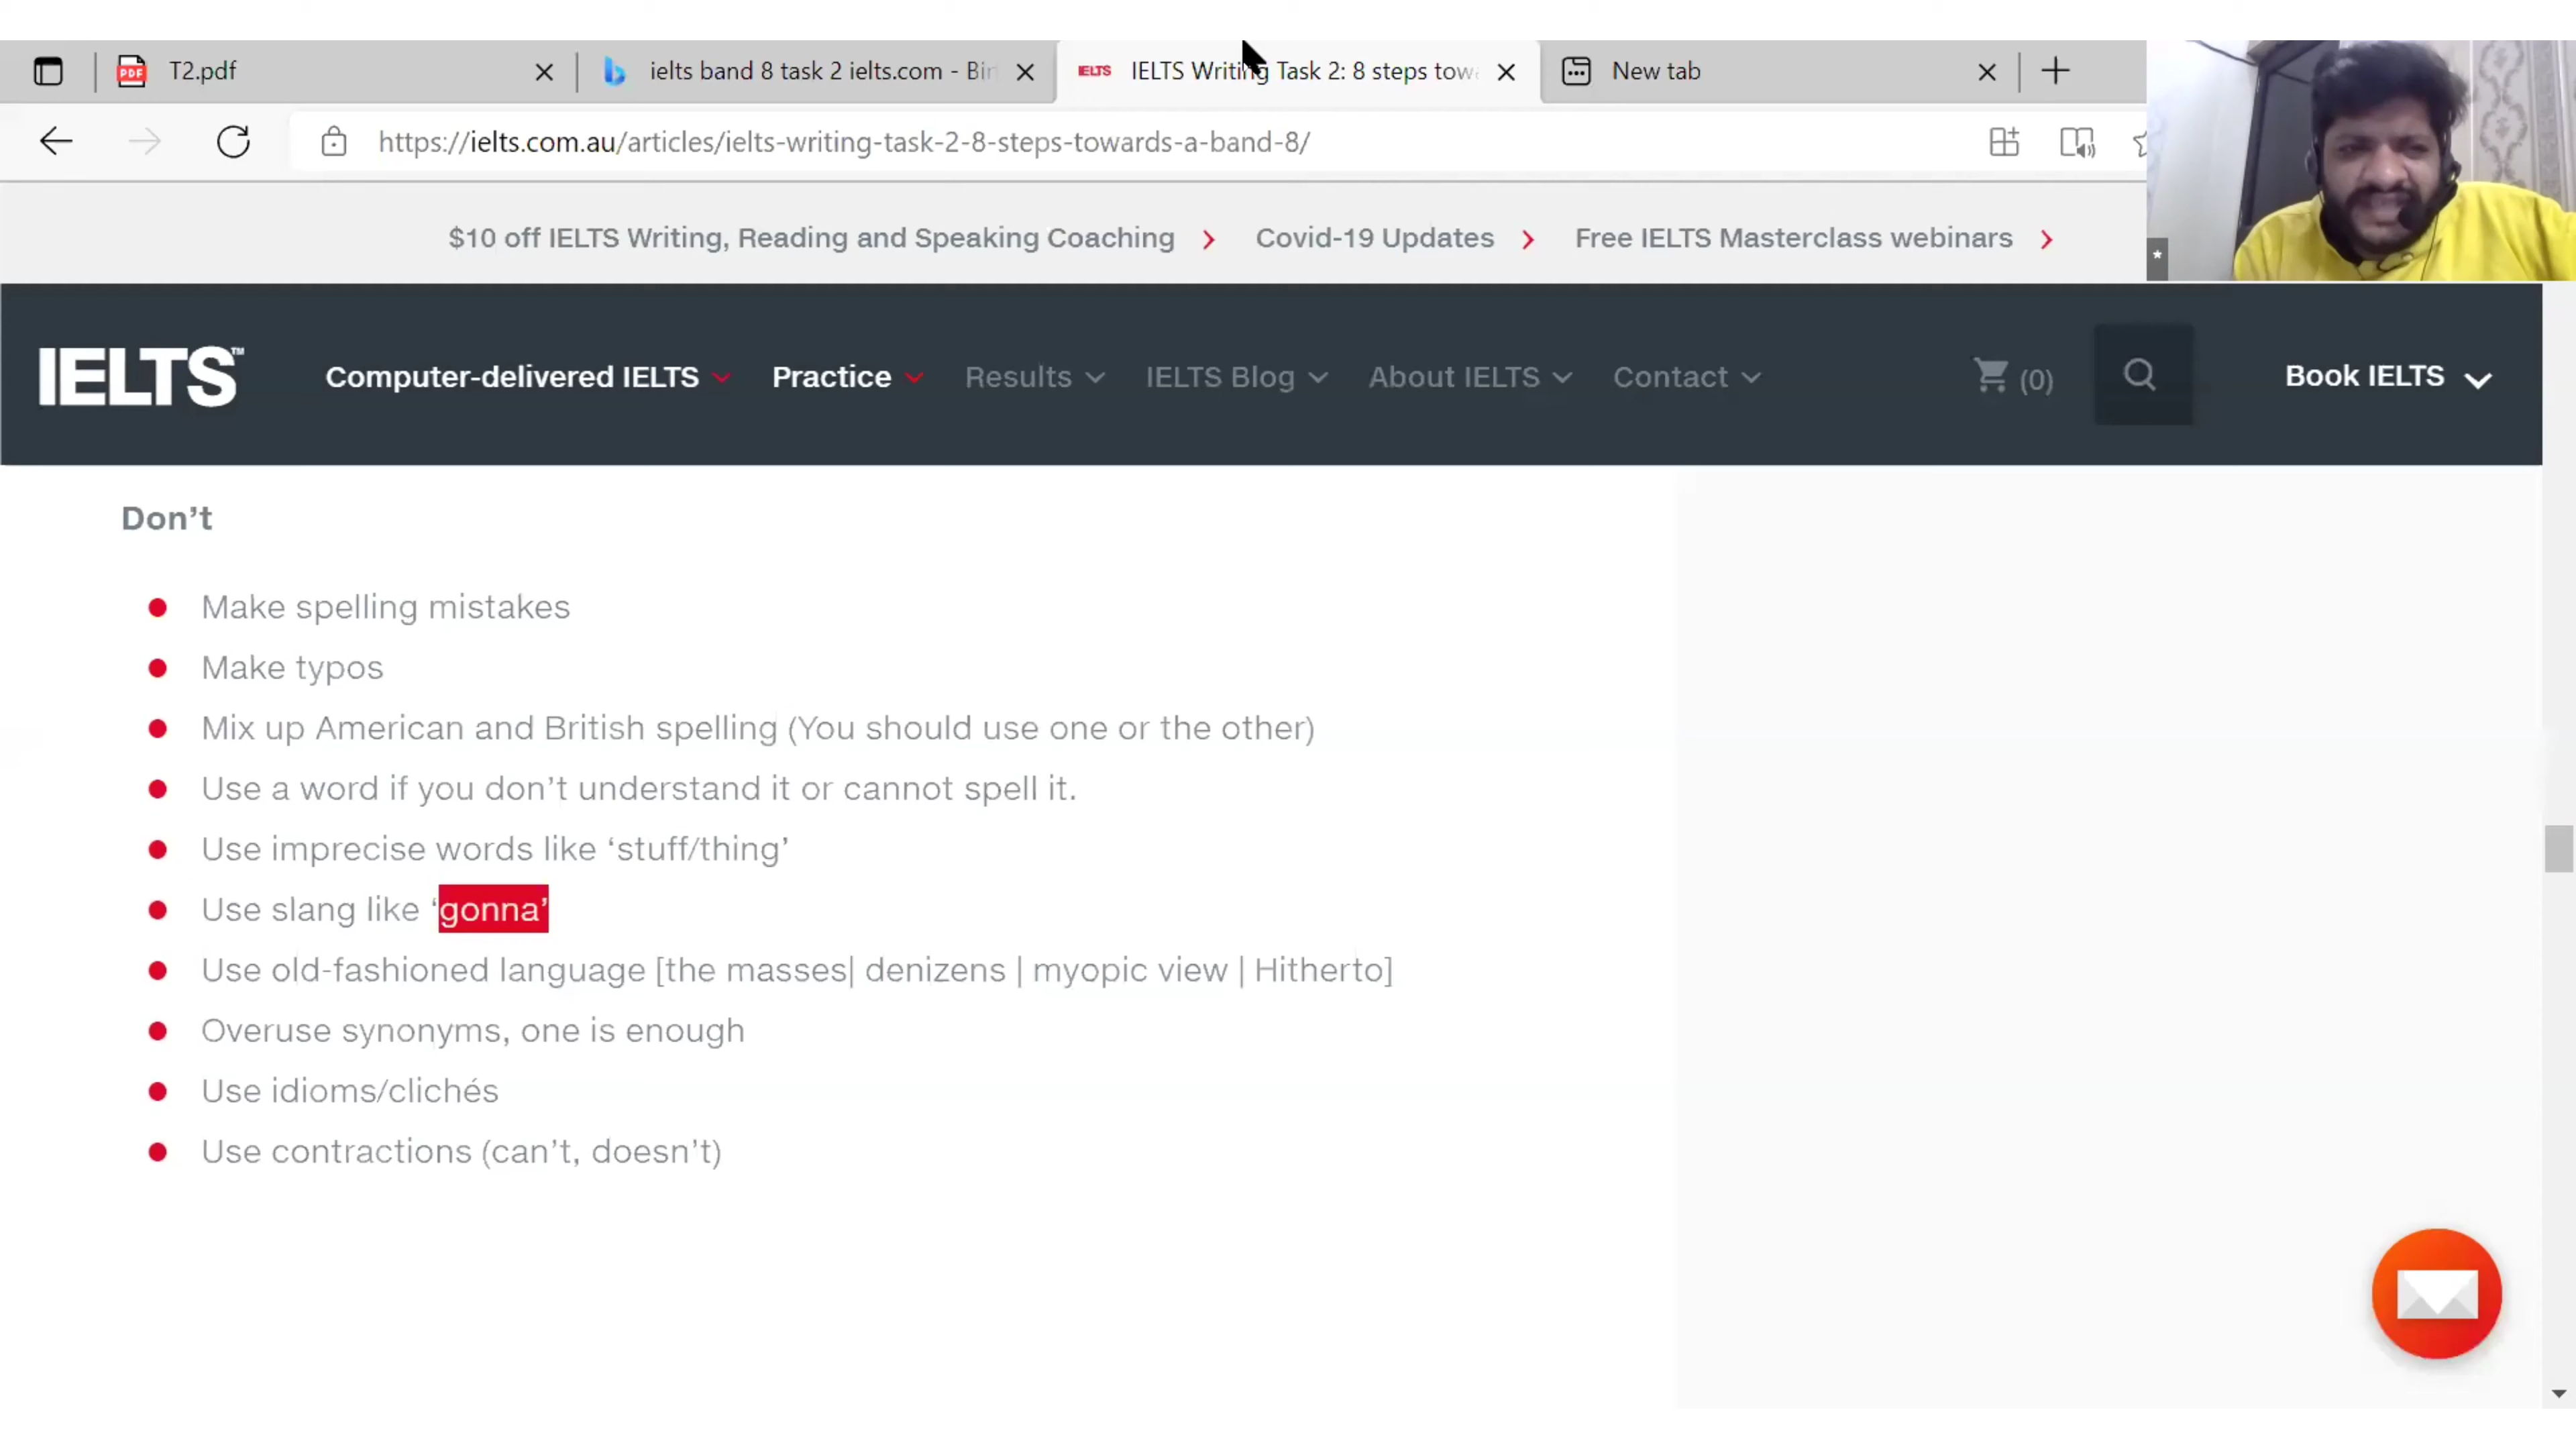 T2.pdf
ielts band 8 task 2 ielts.com - Bin
IELTS IELTS Writing Task 2: 8 steps tow
New tab
https://ielts.com.au/articles/ielts-writing-task-2-8-steps-towards-a-band-8/
$10 off IELTS Writing, Reading and Speaking Coaching
Covid-19 Updates
Free IELTS Masterclass webinars
*
IELTS™
Computer-delivered IELTS
Practice
Results
IELTS Blog
About IELTS
Contact
(0)
Book IELTS
Don’t
Make spelling mistakes
Make typos
Mix up American and British spelling (You should use one or the other)
Use a word if you don’t understand it or cannot spell it.
Use imprecise words like ‘stuff/thing’
Use slang like ‘gonna’
Use old-fashioned language [the masses| denizens | myopic view | Hitherto]
Overuse synonyms, one is enough
Use idioms/clichés
Use contractions (can’t, doesn’t)